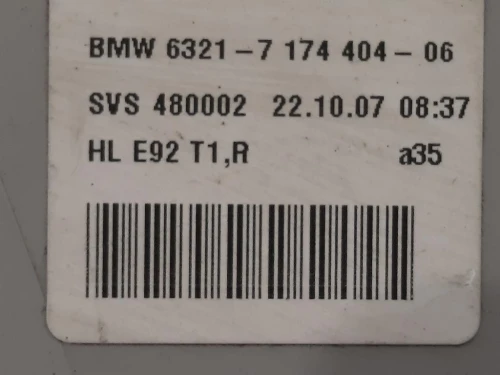 BMW 6321-7 174 404-06
SVS 480002 22.10.07 08:37
HL E92 T1,R a35